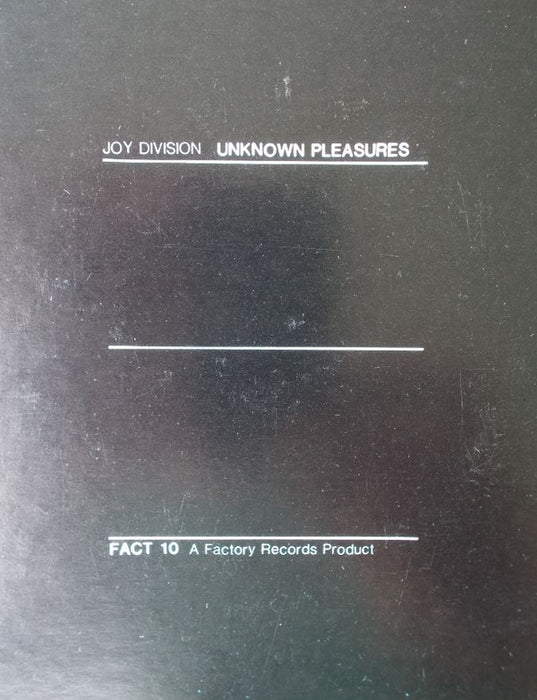 JOY DIVISION UNKNOWN PLEASURES
FACT 10 A Factory Records Product